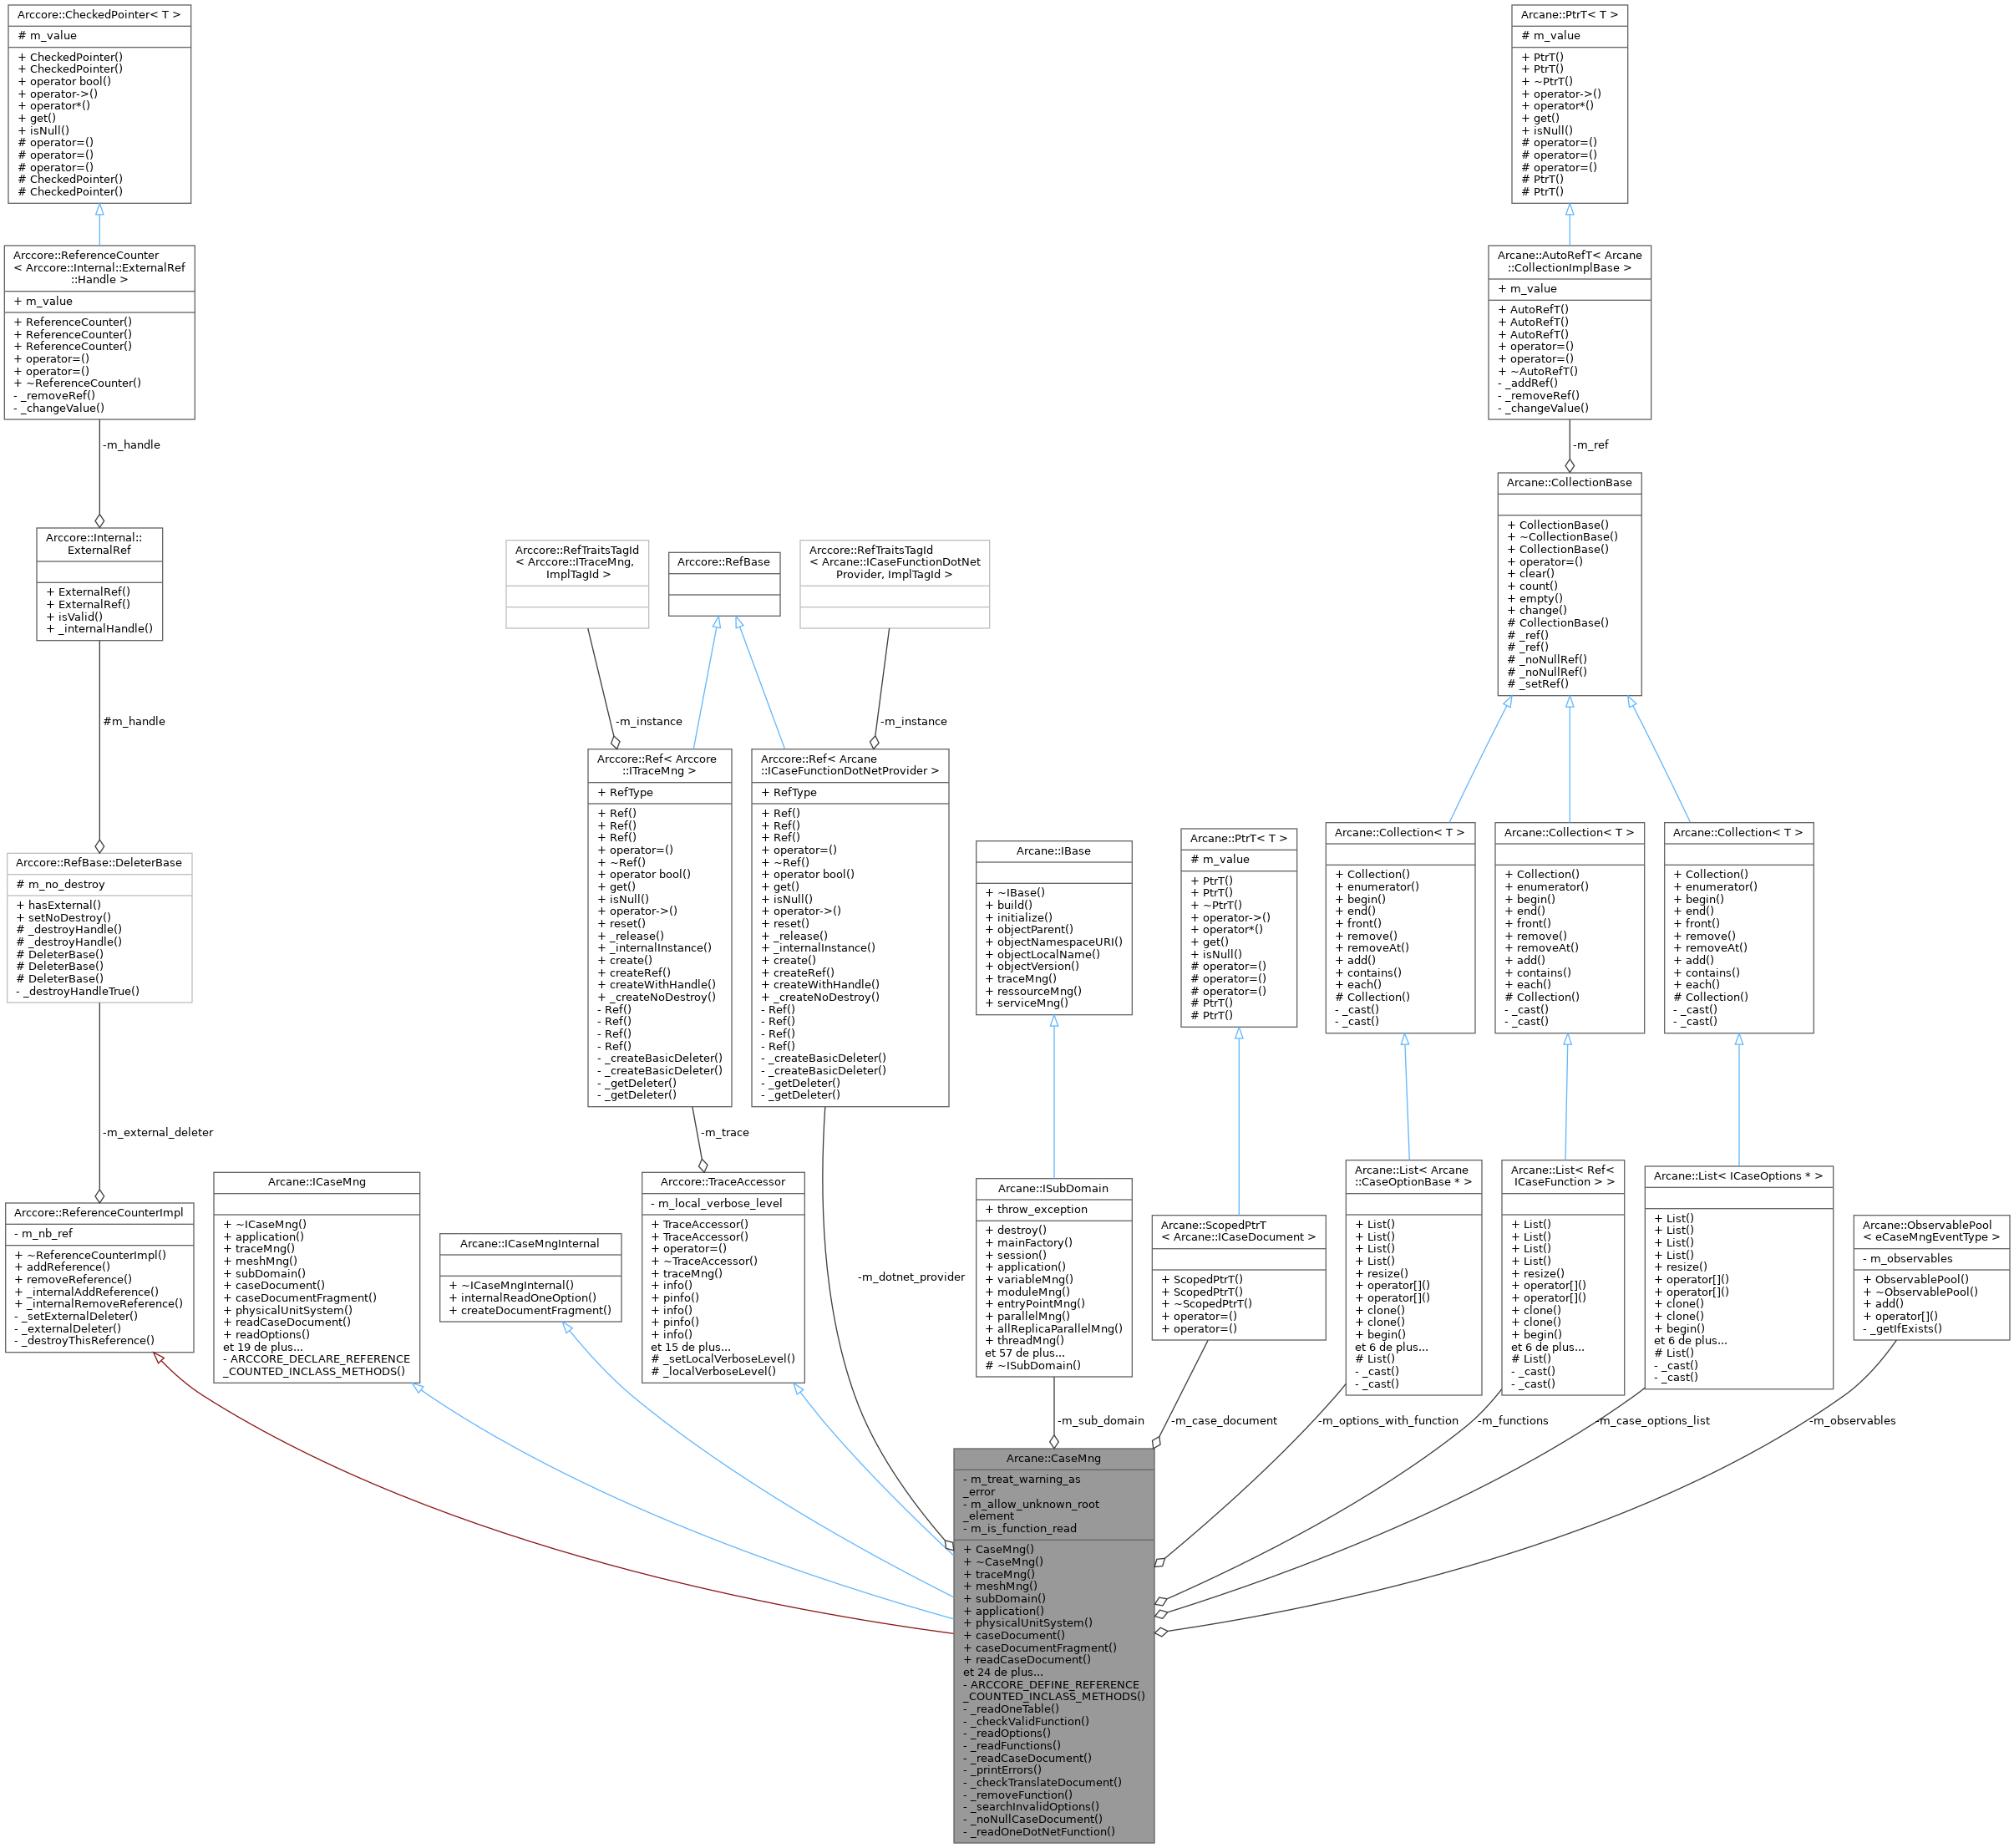 Arccore::CheckedPointer< T >
# m_value
+ CheckedPointer()
+ CheckedPointer()
+ operator bool()
+ operator->()
+ operator*()
+ get()
+ isNull()
# operator=()
# operator=()
# operator=()
# CheckedPointer()
# CheckedPointer()
Arcane::PtrT< T >
# m_value
+ PtrT()
+ PtrT()
+ ~PtrT()
+ operator->()
+ operator*()
+ get()
+ isNull()
# operator=()
# operator=()
# operator=()
# PtrT()
# PtrT()
Arccore::ReferenceCounter
< Arccore::Internal::ExternalRef
::Handle >
+ m_value
+ ReferenceCounter()
+ ReferenceCounter()
+ ReferenceCounter()
+ operator=()
+ operator=()
+ ~ReferenceCounter()
- _removeRef()
- _changeValue()
Arcane::AutoRefT< Arcane
::CollectionImplBase >
+ m_value
+ AutoRefT()
+ AutoRefT()
+ AutoRefT()
+ operator=()
+ operator=()
+ ~AutoRefT()
- _addRef()
- _removeRef()
- _changeValue()
-m_handle
-m_ref
Arcane::CollectionBase
+ CollectionBase()
+ ~CollectionBase()
+ CollectionBase()
+ operator=()
+ clear()
+ count()
+ empty()
+ change()
# CollectionBase()
# _ref()
# _ref()
# _noNullRef()
# _noNullRef()
# _setRef()
Arccore::Internal::
ExternalRef
+ ExternalRef()
+ ExternalRef()
+ isValid()
+ _internalHandle()
Arccore::RefTraitsTagId
< Arccore::ITraceMng,
ImplTagId >
Arccore::RefBase
Arccore::RefTraitsTagId
< Arcane::ICaseFunctionDotNet
Provider, ImplTagId >
#m_handle
-m_instance
-m_instance
Arccore::Ref< Arccore
::ITraceMng >
+ RefType
+ Ref()
+ Ref()
+ Ref()
+ operator=()
+ ~Ref()
+ operator bool()
+ get()
+ isNull()
+ operator->()
+ reset()
+ _release()
+ _internalInstance()
+ create()
+ createRef()
+ createWithHandle()
+ _createNoDestroy()
- Ref()
- Ref()
- Ref()
- Ref()
- _createBasicDeleter()
- _createBasicDeleter()
- _getDeleter()
- _getDeleter()
Arccore::Ref< Arcane
::ICaseFunctionDotNetProvider >
+ RefType
+ Ref()
+ Ref()
+ Ref()
+ operator=()
+ ~Ref()
+ operator bool()
+ get()
+ isNull()
+ operator->()
+ reset()
+ _release()
+ _internalInstance()
+ create()
+ createRef()
+ createWithHandle()
+ _createNoDestroy()
- Ref()
- Ref()
- Ref()
- Ref()
- _createBasicDeleter()
- _createBasicDeleter()
- _getDeleter()
- _getDeleter()
Arccore::RefBase::DeleterBase
# m_no_destroy
+ hasExternal()
+ setNoDestroy()
# _destroyHandle()
# _destroyHandle()
# DeleterBase()
# DeleterBase()
# DeleterBase()
- _destroyHandleTrue()
Arcane::IBase
+ ~IBase()
+ build()
+ initialize()
+ objectParent()
+ objectNamespaceURI()
+ objectLocalName()
+ objectVersion()
+ traceMng()
+ ressourceMng()
+ serviceMng()
Arcane::PtrT< T >
# m_value
+ PtrT()
+ PtrT()
+ ~PtrT()
+ operator->()
+ operator*()
+ get()
+ isNull()
# operator=()
# operator=()
# operator=()
# PtrT()
# PtrT()
Arcane::Collection< T >
+ Collection()
+ enumerator()
+ begin()
+ end()
+ front()
+ remove()
+ removeAt()
+ add()
+ contains()
+ each()
# Collection()
- _cast()
- _cast()
Arcane::Collection< T >
+ Collection()
+ enumerator()
+ begin()
+ end()
+ front()
+ remove()
+ removeAt()
+ add()
+ contains()
+ each()
# Collection()
- _cast()
- _cast()
Arcane::Collection< T >
+ Collection()
+ enumerator()
+ begin()
+ end()
+ front()
+ remove()
+ removeAt()
+ add()
+ contains()
+ each()
# Collection()
- _cast()
- _cast()
-m_external_deleter
-m_trace
Arccore::ReferenceCounterImpl
- m_nb_ref
+ ~ReferenceCounterImpl()
+ addReference()
+ removeReference()
+ _internalAddReference()
+ _internalRemoveReference()
- _setExternalDeleter()
- _externalDeleter()
- _destroyThisReference()
Arcane::ICaseMng
+ ~ICaseMng()
+ application()
+ traceMng()
+ meshMng()
+ subDomain()
+ caseDocument()
+ caseDocumentFragment()
+ physicalUnitSystem()
+ readCaseDocument()
+ readOptions()
et 19 de plus...
- ARCCORE_DECLARE_REFERENCE
_COUNTED_INCLASS_METHODS()
Arcane::ICaseMngInternal
+ ~ICaseMngInternal()
+ internalReadOneOption()
+ createDocumentFragment()
Arccore::TraceAccessor
- m_local_verbose_level
+ TraceAccessor()
+ TraceAccessor()
+ operator=()
+ ~TraceAccessor()
+ traceMng()
+ info()
+ pinfo()
+ info()
+ pinfo()
+ info()
et 15 de plus...
# _setLocalVerboseLevel()
# _localVerboseLevel()
-m_dotnet_provider
Arcane::ISubDomain
+ throw_exception
+ destroy()
+ mainFactory()
+ session()
+ application()
+ variableMng()
+ moduleMng()
+ entryPointMng()
+ parallelMng()
+ allReplicaParallelMng()
+ threadMng()
et 57 de plus...
# ~ISubDomain()
Arcane::ScopedPtrT
< Arcane::ICaseDocument >
+ ScopedPtrT()
+ ScopedPtrT()
+ ~ScopedPtrT()
+ operator=()
+ operator=()
Arcane::List< Arcane
::CaseOptionBase * >
+ List()
+ List()
+ List()
+ List()
+ resize()
+ operator[]()
+ operator[]()
+ clone()
+ clone()
+ begin()
et 6 de plus...
# List()
- _cast()
- _cast()
Arcane::List< Ref<
ICaseFunction > >
+ List()
+ List()
+ List()
+ List()
+ resize()
+ operator[]()
+ operator[]()
+ clone()
+ clone()
+ begin()
et 6 de plus...
# List()
- _cast()
- _cast()
Arcane::List< ICaseOptions * >
+ List()
+ List()
+ List()
+ List()
+ resize()
+ operator[]()
+ operator[]()
+ clone()
+ clone()
+ begin()
et 6 de plus...
# List()
- _cast()
- _cast()
Arcane::ObservablePool
< eCaseMngEventType >
- m_observables
+ ObservablePool()
+ ~ObservablePool()
+ add()
+ operator[]()
- _getIfExists()
-m_sub_domain
-m_case_document
-m_options_with_function
-m_functions
-m_case_options_list
-m_observables
Arcane::CaseMng
- m_treat_warning_as
_error
- m_allow_unknown_root
_element
- m_is_function_read
+ CaseMng()
+ ~CaseMng()
+ traceMng()
+ meshMng()
+ subDomain()
+ application()
+ physicalUnitSystem()
+ caseDocument()
+ caseDocumentFragment()
+ readCaseDocument()
et 24 de plus...
- ARCCORE_DEFINE_REFERENCE
_COUNTED_INCLASS_METHODS()
- _readOneTable()
- _checkValidFunction()
- _readOptions()
- _readFunctions()
- _readCaseDocument()
- _printErrors()
- _checkTranslateDocument()
- _removeFunction()
- _searchInvalidOptions()
- _noNullCaseDocument()
- _readOneDotNetFunction()